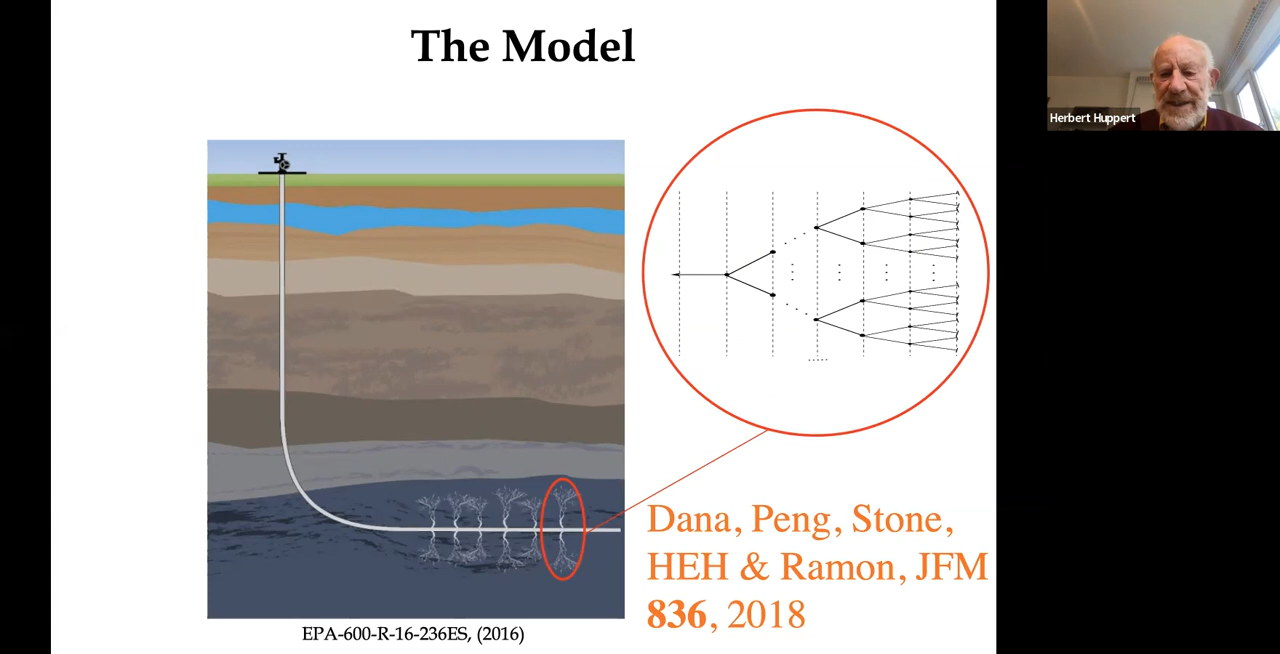 The Model
Herbert Huppert
Dana, Peng, Stone,
HEH & Ramon, JFM
836, 2018
EPA-600-R-16-236ES, (2016)